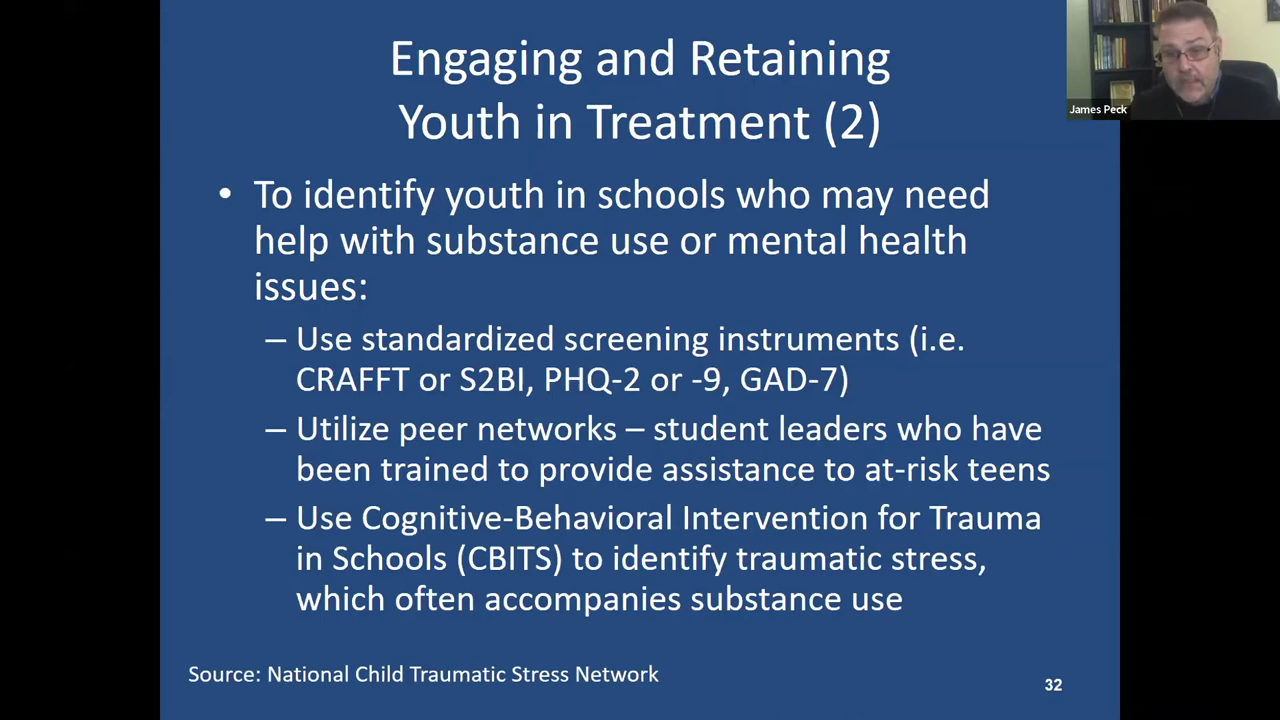 Engaging and Retaining
Youth in Treatment (2)
James Peck
• To identify youth in schools who may need
help with substance use or mental health
issues:
– Use standardized screening instruments (i.e.
CRAFFT or S2BI, PHQ-2 or -9, GAD-7)
– Utilize peer networks – student leaders who have
been trained to provide assistance to at-risk teens
– Use Cognitive-Behavioral Intervention for Trauma
in Schools (CBITS) to identify traumatic stress,
which often accompanies substance use
Source: National Child Traumatic Stress Network
32